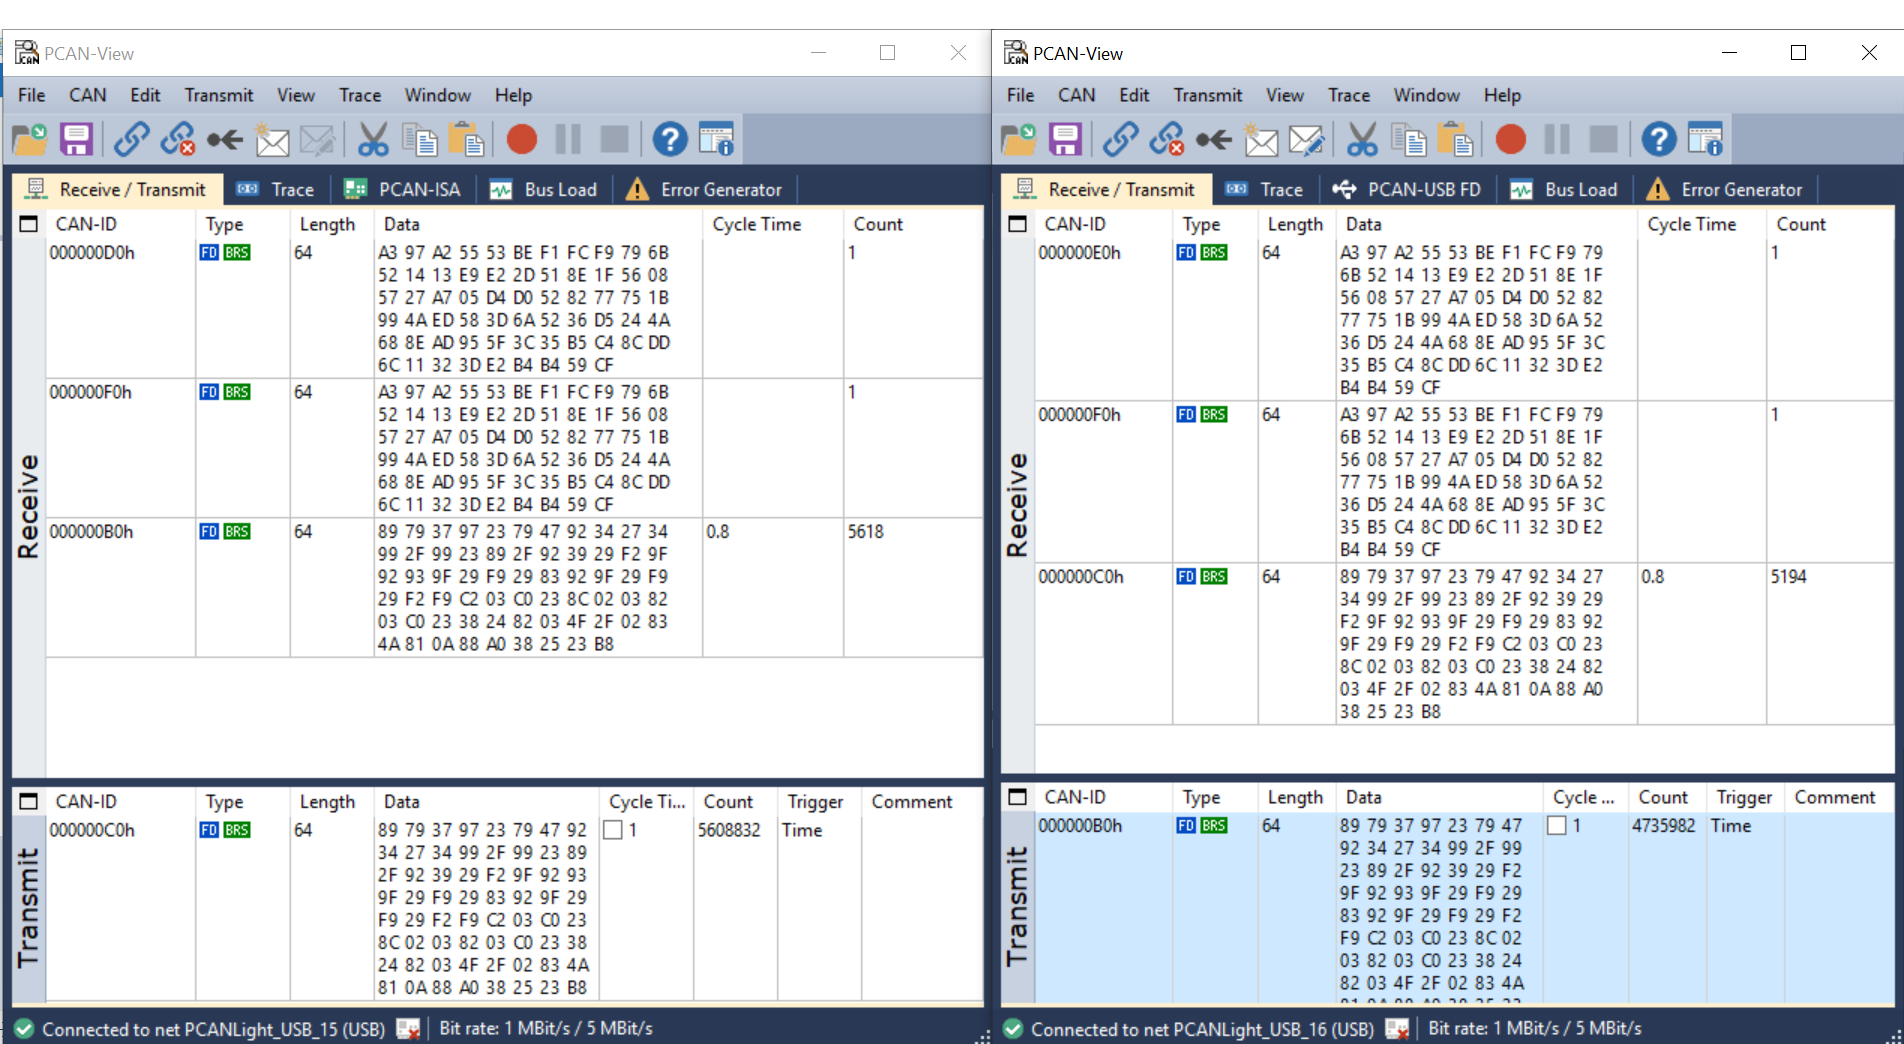 PCAN-View
File CAN Edit Transmit View Trace Window Help
Receive / Transmit Trace PCAN-ISA Bus Load Error Generator
CAN-ID Type Length Data Cycle Time Count
000000D0h FD BRS 64 A3 97 A2 55 53 BE F1 FC F9 79 6B 1
52 14 13 E9 E2 2D 51 8E 1F 56 08
57 27 A7 05 D4 D0 52 82 77 75 1B
99 4A ED 58 3D 6A 52 36 D5 24 4A
68 8E AD 95 5F 3C 35 B5 C4 8C DD
6C 11 32 3D E2 B4 B4 59 CF
000000F0h FD BRS 64 A3 97 A2 55 53 BE F1 FC F9 79 6B 1
52 14 13 E9 E2 2D 51 8E 1F 56 08
57 27 A7 05 D4 D0 52 82 77 75 1B
99 4A ED 58 3D 6A 52 36 D5 24 4A
68 8E AD 95 5F 3C 35 B5 C4 8C DD
6C 11 32 3D E2 B4 B4 59 CF
000000B0h FD BRS 64 89 79 37 97 23 79 47 92 34 27 34 0.8 5618
99 2F 99 23 89 2F 92 39 29 F2 9F
92 93 9F 29 F9 29 83 92 9F 29 F9
29 F2 F9 C2 03 C0 23 8C 02 03 82
03 C0 23 38 24 82 03 4F 2F 02 83
4A 81 0A 88 A0 38 25 23 B8
Receive
CAN-ID Type Length Data Cycle Ti... Count Trigger Comment
000000C0h FD BRS 64 89 79 37 97 23 79 47 92 1 5608832 Time
34 27 34 99 2F 99 23 89
2F 92 39 29 F2 9F 92 93
9F 29 F9 29 83 92 9F 29
F9 29 F2 F9 C2 03 C0 23
8C 02 03 82 03 C0 23 38
24 82 03 4F 2F 02 83 4A
81 0A 88 A0 38 25 23 B8
Transmit
Connected to net PCANLight_USB_15 (USB) Bit rate: 1 MBit/s / 5 MBit/s
PCAN-View
File CAN Edit Transmit View Trace Window Help
Receive / Transmit Trace PCAN-USB FD Bus Load Error Generator
CAN-ID Type Length Data Cycle Time Count
000000E0h FD BRS 64 A3 97 A2 55 53 BE F1 FC F9 79 1
6B 52 14 13 E9 E2 2D 51 8E 1F
56 08 57 27 A7 05 D4 D0 52 82
77 75 1B 99 4A ED 58 3D 6A 52
36 D5 24 4A 68 8E AD 95 5F 3C
35 B5 C4 8C DD 6C 11 32 3D E2
B4 B4 59 CF
000000F0h FD BRS 64 A3 97 A2 55 53 BE F1 FC F9 79 1
6B 52 14 13 E9 E2 2D 51 8E 1F
56 08 57 27 A7 05 D4 D0 52 82
77 75 1B 99 4A ED 58 3D 6A 52
36 D5 24 4A 68 8E AD 95 5F 3C
35 B5 C4 8C DD 6C 11 32 3D E2
B4 B4 59 CF
000000C0h FD BRS 64 89 79 37 97 23 79 47 92 34 27 0.8 5194
34 99 2F 99 23 89 2F 92 39 29
F2 9F 92 93 9F 29 F9 29 83 92
9F 29 F9 29 F2 F9 C2 03 C0 23
8C 02 03 82 03 C0 23 38 24 82
03 4F 2F 02 83 4A 81 0A 88 A0
38 25 23 B8
Receive
CAN-ID Type Length Data Cycle ... Count Trigger Comment
000000B0h FD BRS 64 89 79 37 97 23 79 47 1 4735982 Time
92 34 27 34 99 2F 99
23 89 2F 92 39 29 F2
9F 92 93 9F 29 F9 29
83 92 9F 29 F9 29 F2
F9 C2 03 C0 23 8C 02
03 82 03 C0 23 38 24
82 03 4F 2F 02 83 4A
Transmit
Connected to net PCANLight_USB_16 (USB) Bit rate: 1 MBit/s / 5 MBit/s